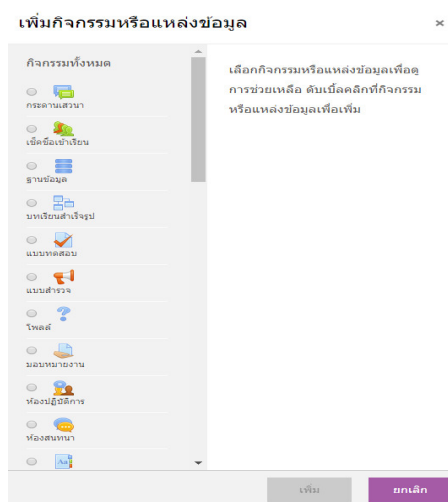 เพิ่มกิจกรรมหรือแหล่งข้อมูล
×
กิจกรรมทั้งหมด
กระดานเสวนา
เช็คชื่อเข้าเรียน
ฐานข้อมูล
บทเรียนสำเร็จรูป
แบบทดสอบ
แบบสำรวจ
โพลล์
มอบหมายงาน
ห้องปฏิบัติการ
ห้องสนทนา
Aa
เลือกกิจกรรมหรือแหล่งข้อมูลเพื่อดู
การช่วยเหลือ ดับเบิ้ลคลิกที่กิจกรรม
หรือแหล่งข้อมูลเพื่อเพิ่ม
เพิ่ม
ยกเลิก